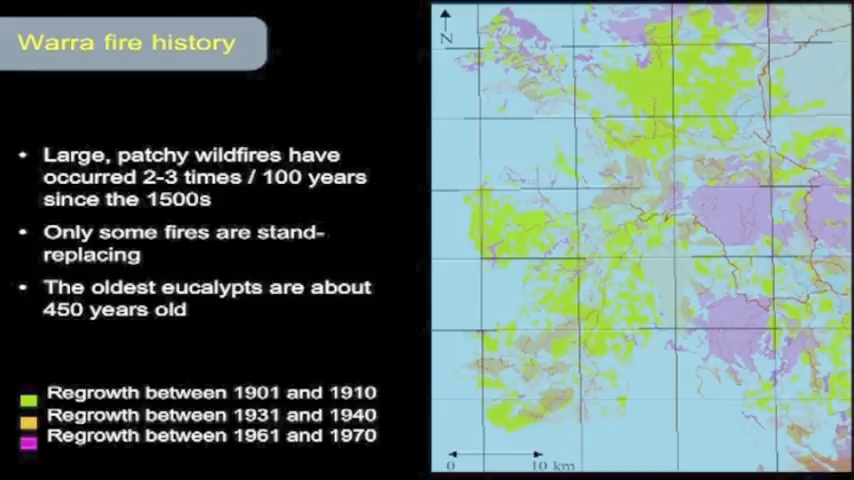 Warra fire history
• Large, patchy wildfires have
occurred 2-3 times / 100 years
since the 1500s
• Only some fires are stand-
replacing
• The oldest eucalypts are about
450 years old
Regrowth between 1901 and 1910
Regrowth between 1931 and 1940
Regrowth between 1961 and 1970
N
0 10 km